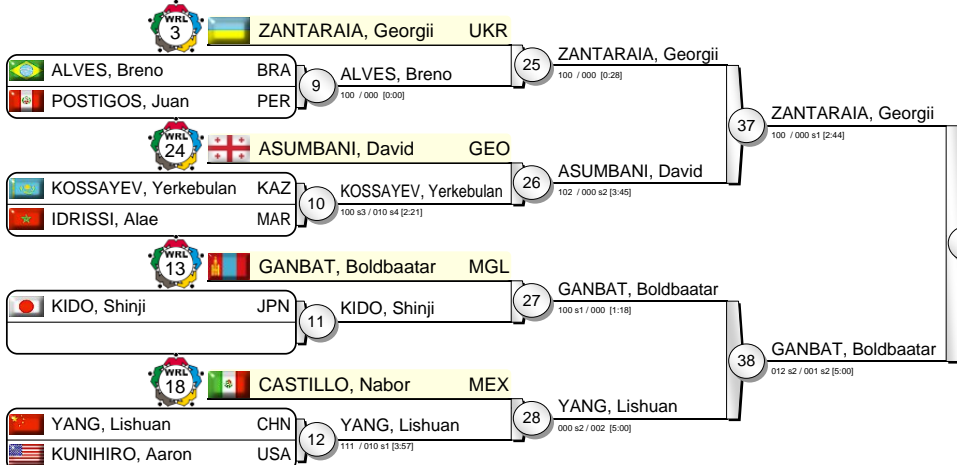 WRL
3
ZANTARAIA, Georgii UKR
ALVES, Breno BRA
POSTIGOS, Juan PER
9
ALVES, Breno
100 / 000 [0:00]
25
ZANTARAIA, Georgii
100 / 000 [0:28]
WRL
24
ASUMBANI, David GEO
KOSSAYEV, Yerkebulan KAZ
IDRISSI, Alae MAR
10
KOSSAYEV, Yerkebulan
100 s3 / 010 s4 [2:21]
26
ASUMBANI, David
102 / 000 s2 [3:45]
37
ZANTARAIA, Georgii
100 / 000 s1 [2:44]
WRL
13
GANBAT, Boldbaatar MGL
KIDO, Shinji JPN
11
KIDO, Shinji
27
GANBAT, Boldbaatar
100 s1 / 000 [1:18]
WRL
18
CASTILLO, Nabor MEX
YANG, Lishuan CHN
KUNIHIRO, Aaron USA
12
YANG, Lishuan
111 / 010 s1 [3:57]
28
YANG, Lishuan
000 s2 / 002 [5:00]
38
GANBAT, Boldbaatar
012 s2 / 001 s2 [5:00]